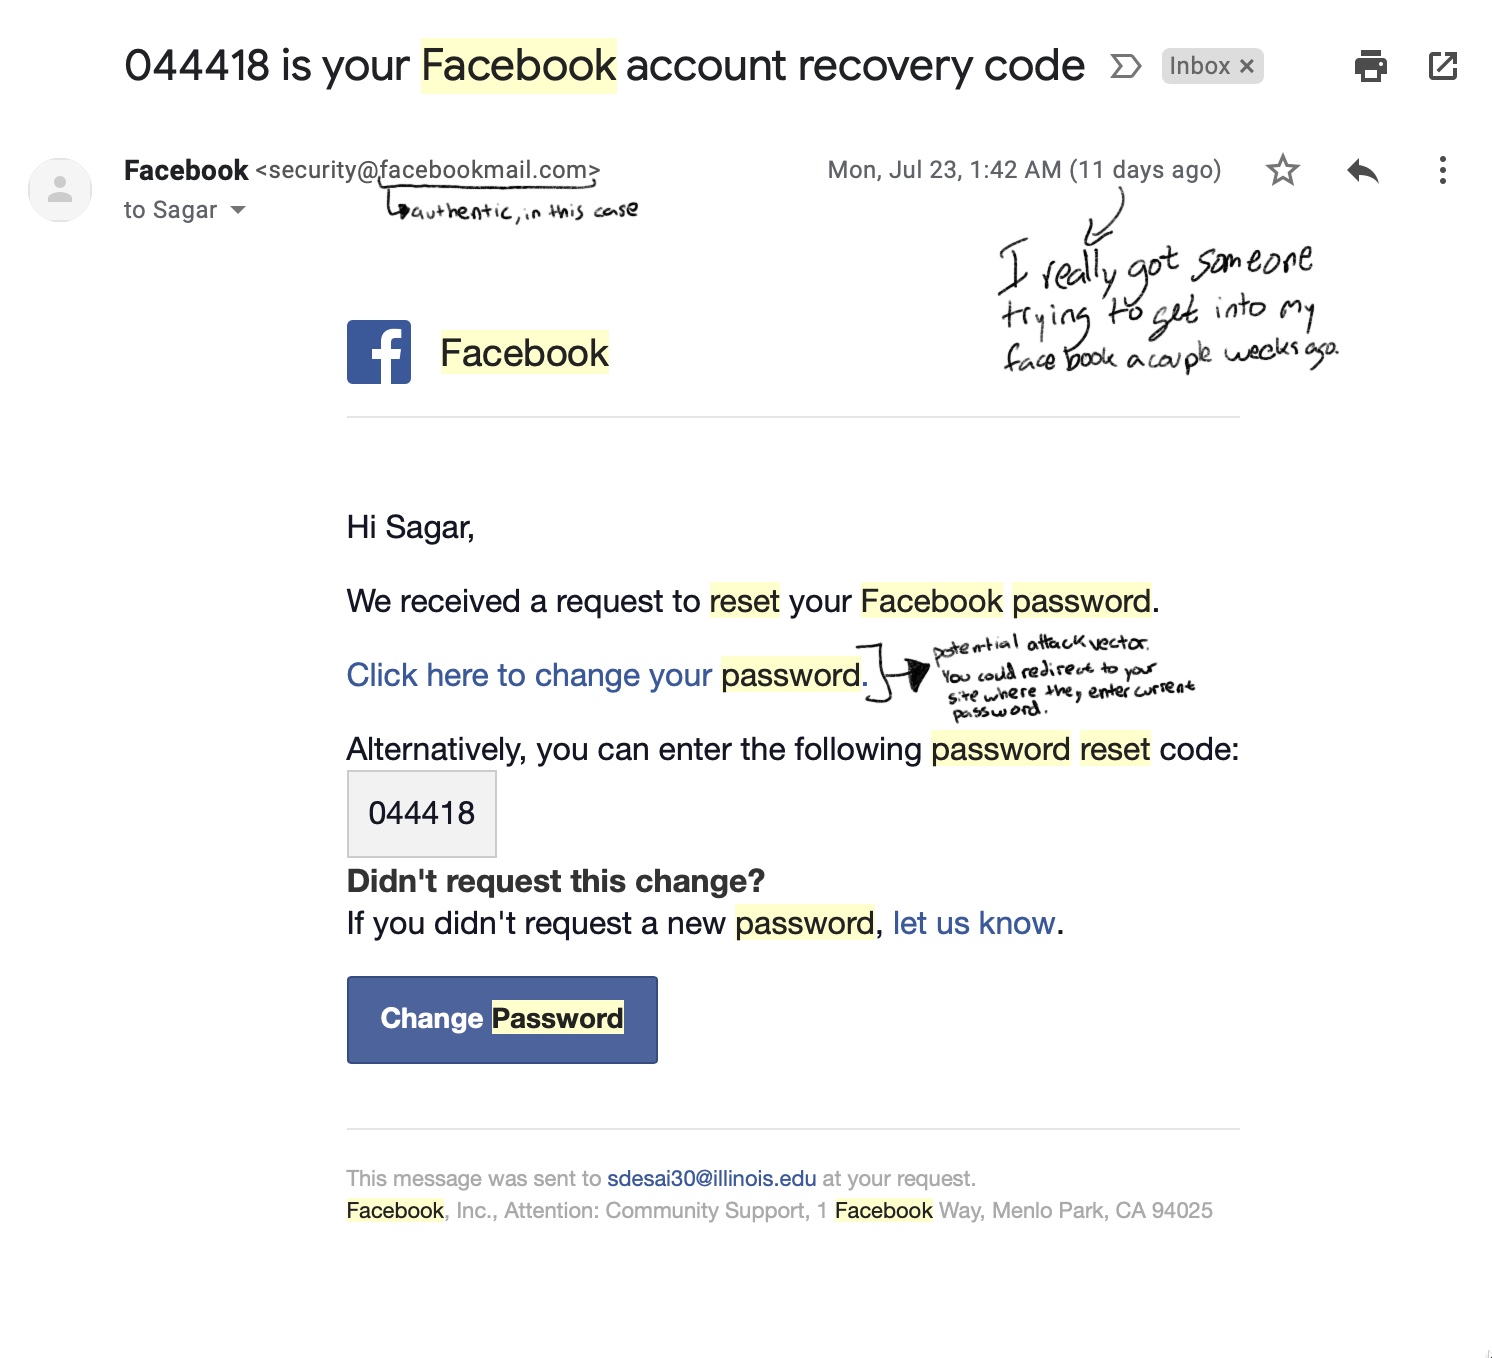 044418 is your Facebook account recovery code Inbox ×
Facebook <security@facebookmail.com> Mon, Jul 23, 1:42 AM (11 days ago)
to Sagar
authentic, in this case
I really got someone
trying to get into my
facebook a couple weeks ago.
Facebook
Hi Sagar,
We received a request to reset your Facebook password.
Click here to change your password.
potential attack vector.
You could redirect to your
site where they enter current
password.
Alternatively, you can enter the following password reset code:
044418
Didn't request this change?
If you didn't request a new password, let us know.
Change Password
This message was sent to sdesai30@illinois.edu at your request.
Facebook, Inc., Attention: Community Support, 1 Facebook Way, Menlo Park, CA 94025